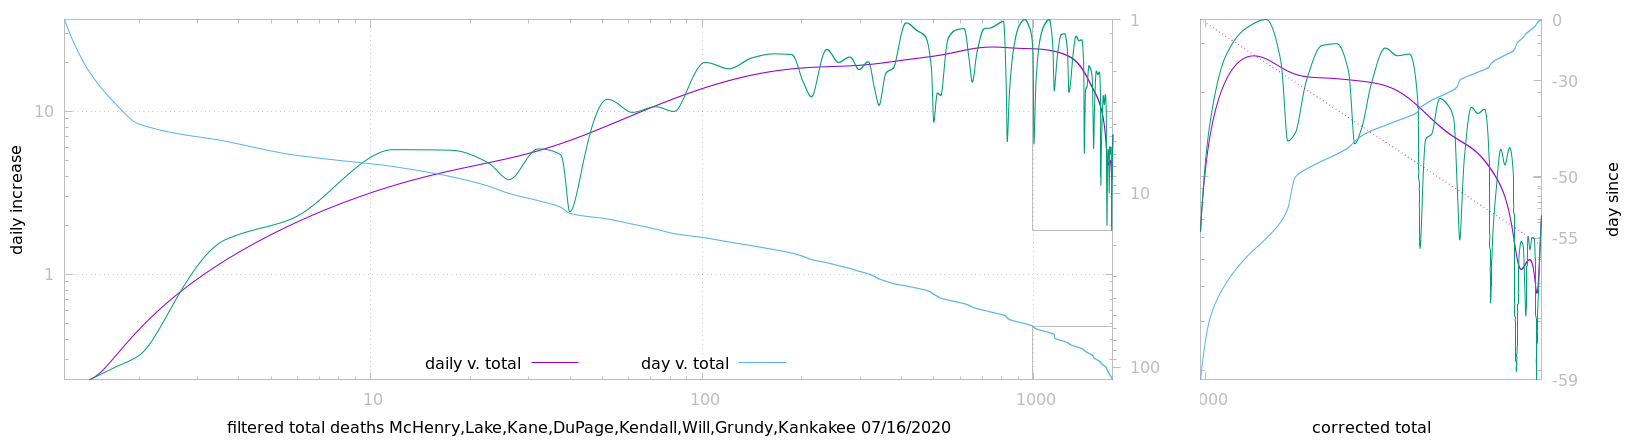 daily increase
10
1
daily v. total
day v. total
10
100
1000
filtered total deaths McHenry,Lake,Kane,DuPage,Kendall,Will,Grundy,Kankakee 07/16/2020
1
10
100
000
corrected total
0
-30
-50
-55
-59
day since